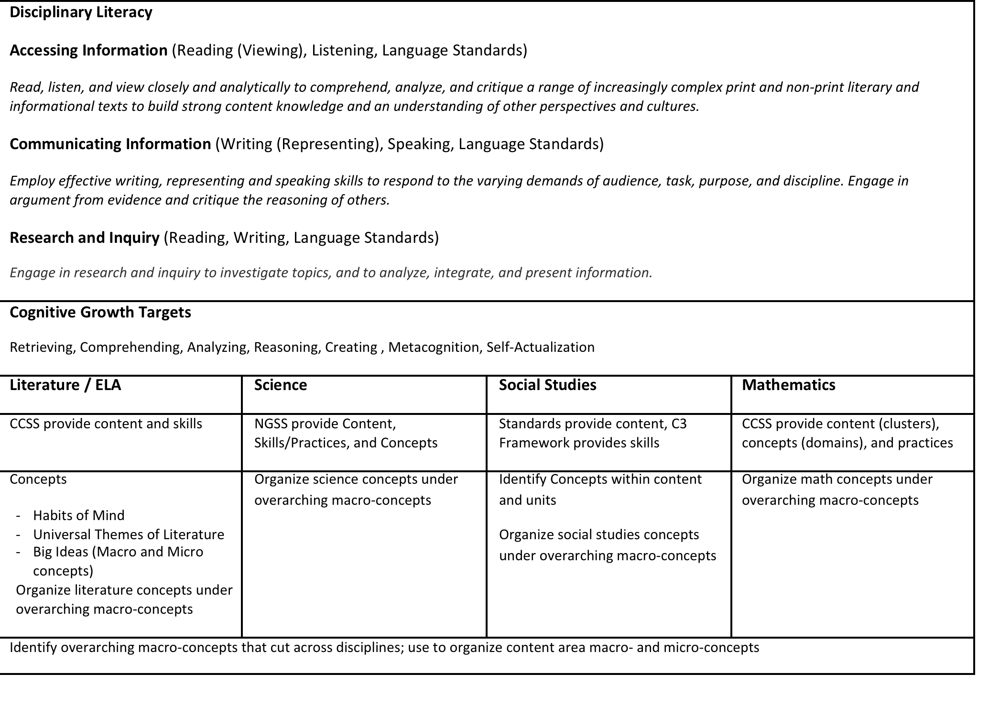 Disciplinary Literacy
Accessing Information (Reading (Viewing), Listening, Language Standards)
Read, listen, and view closely and analytically to comprehend, analyze, and critique a range of increasingly complex print and non-print literary and
informational texts to build strong content knowledge and an understanding of other perspectives and cultures.
Communicating Information (Writing (Representing), Speaking, Language Standards)
Employ effective writing, representing and speaking skills to respond to the varying demands of audience, task, purpose, and discipline. Engage in
argument from evidence and critique the reasoning of others.
Research and Inquiry (Reading, Writing, Language Standards)
Engage in research and inquiry to investigate topics, and to analyze, integrate, and present information.
Cognitive Growth Targets
Retrieving, Comprehending, Analyzing, Reasoning, Creating , Metacognition, Self-Actualization
Literature / ELA
Science
Social Studies
Mathematics
CCSS provide content and skills
NGSS provide Content,
Skills/Practices, and Concepts
Standards provide content, C3
Framework provides skills
CCSS provide content (clusters),
concepts (domains), and practices
Concepts
- Habits of Mind
- Universal Themes of Literature
- Big Ideas (Macro and Micro
concepts)
Organize literature concepts under
overarching macro-concepts
Organize science concepts under
overarching macro-concepts
Identify Concepts within content
and units
Organize social studies concepts
under overarching macro-concepts
Organize math concepts under
overarching macro-concepts
Identify overarching macro-concepts that cut across disciplines; use to organize content area macro- and micro-concepts